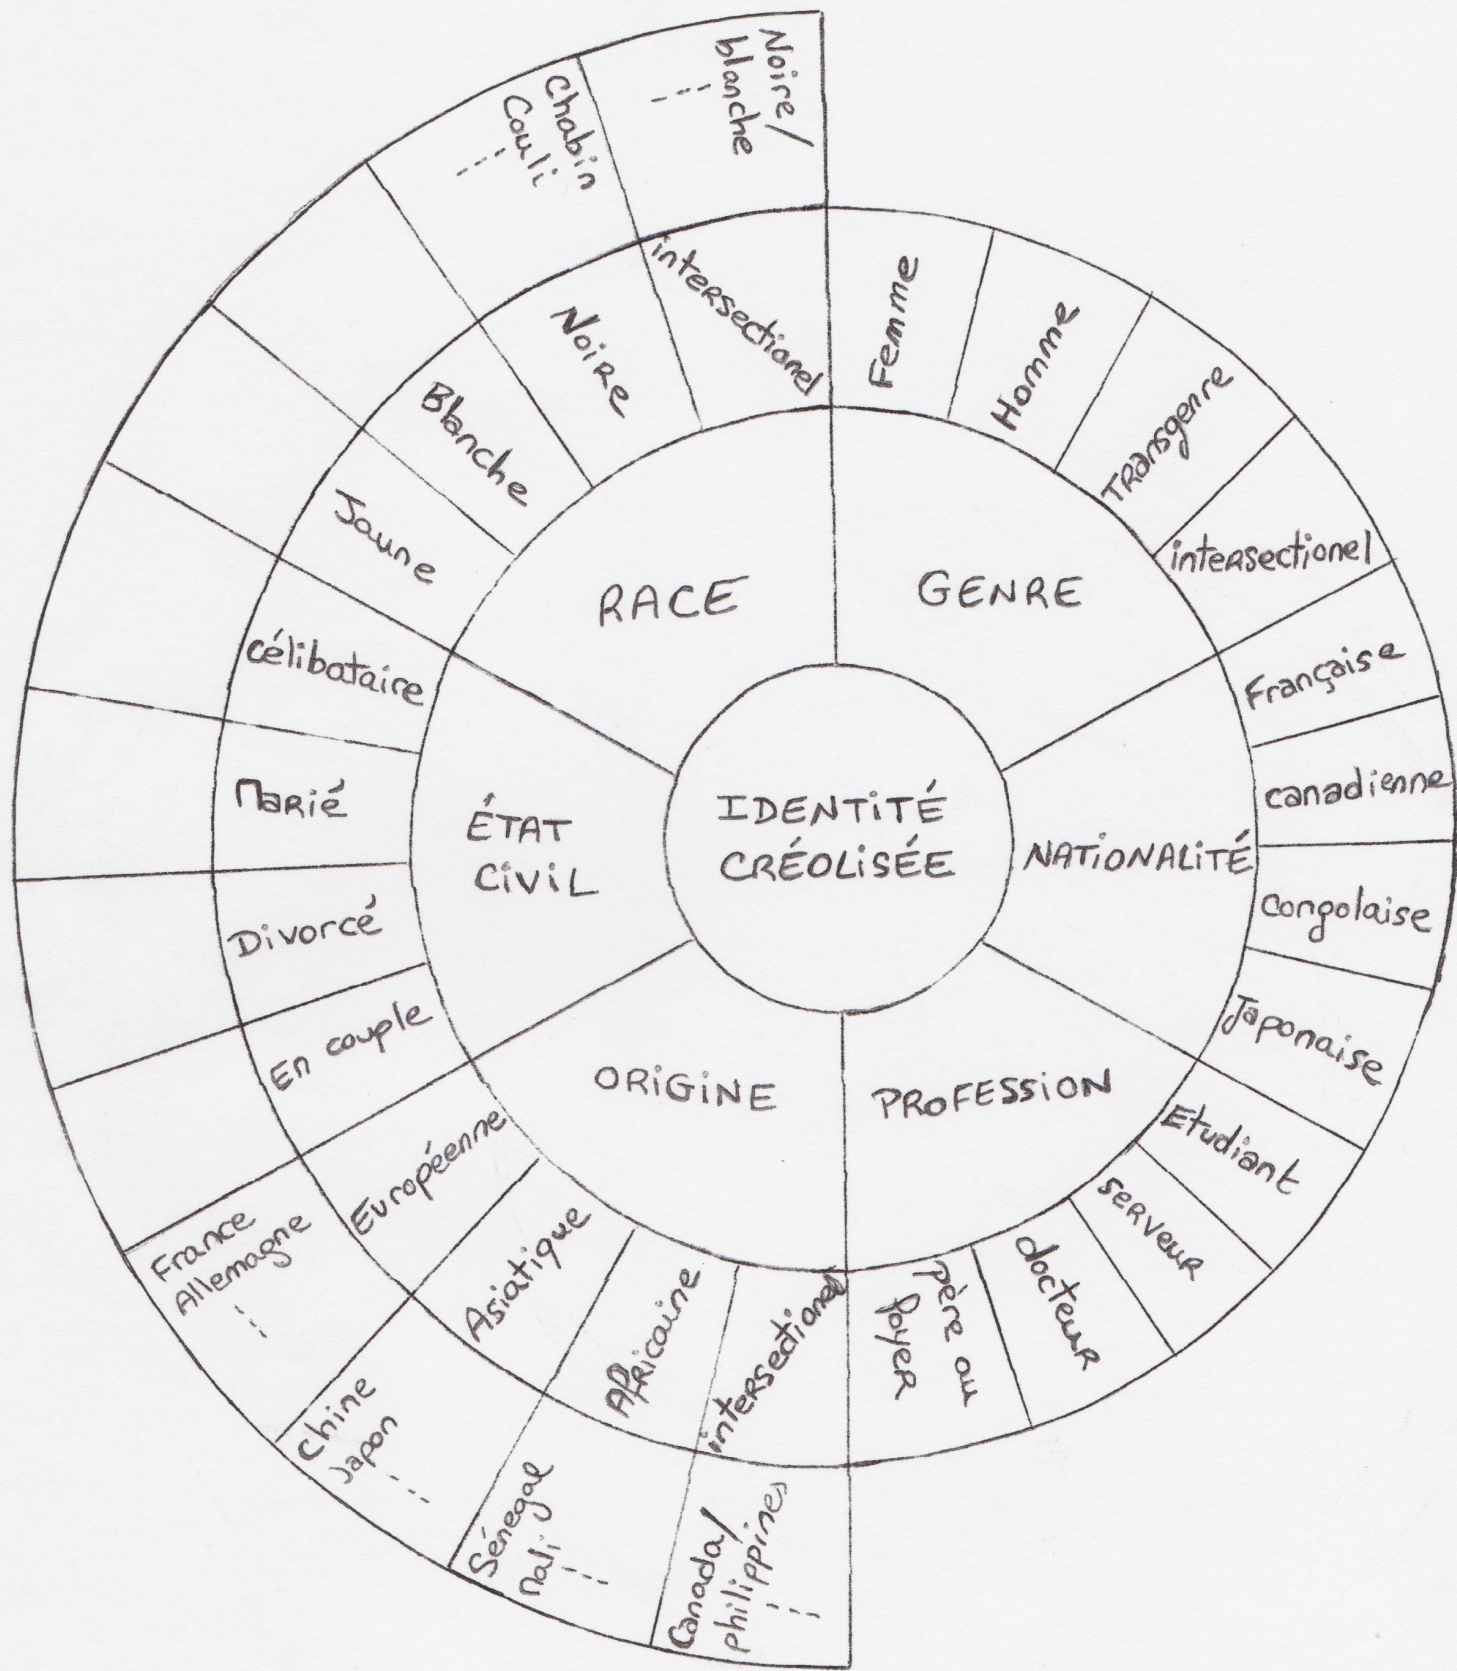 IDENTITÉ
CRÉOLISÉE
RACE
GENRE
NATIONALITÉ
PROFESSION
ORIGINE
ÉTAT
CIVIL
Femme
Homme
Transgenre
intersectionel
Française
canadienne
congolaise
Japonaise
Etudiant
serveur
docteur
père au
foyer
intersectionel
Africaine
Asiatique
Européenne
En couple
Divorcé
Marié
célibataire
Jaune
Blanche
Noire
intersectionel
Noire/
blanche
---
Chabin
Couli
---
France
Allemagne
---
Chine
Japon
---
Sénegal
Mali
---
Canada/
philippines
---